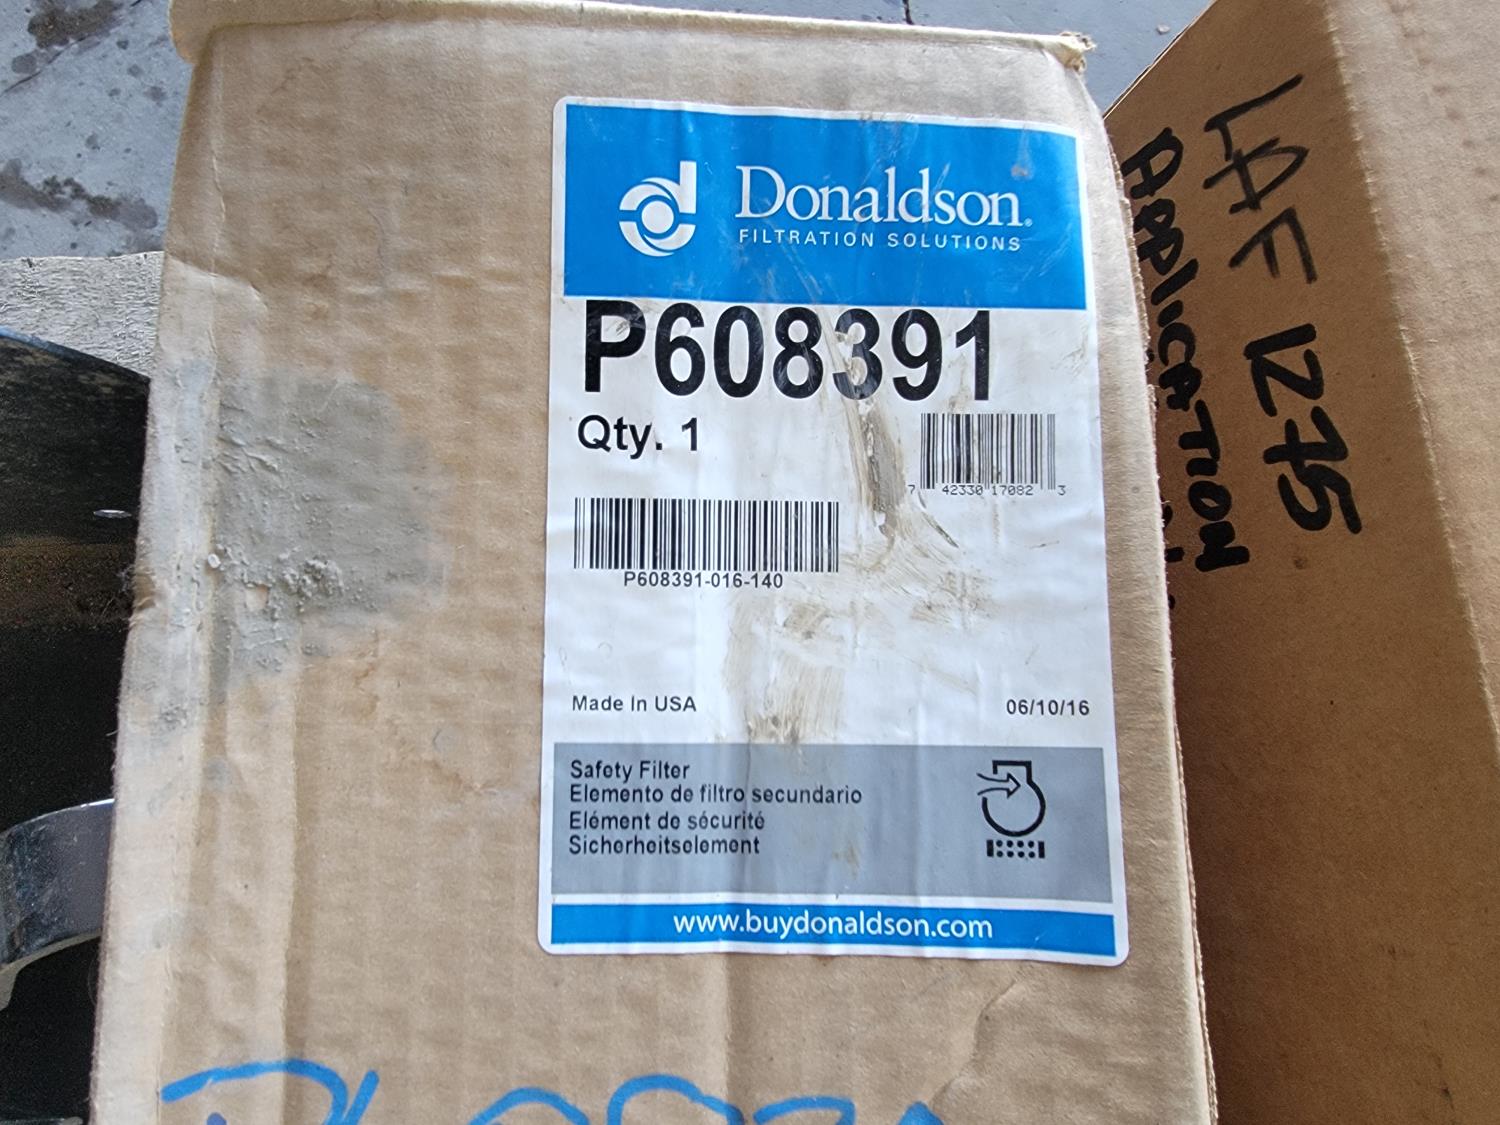 Donaldson®
FILTRATION SOLUTIONS
P608391
Qty. 1
7 42330 17082 3
P608391-016-140
Made In USA
06/10/16
Safety Filter
Elemento de filtro secundario
Elément de sécurité
Sicherheitselement
www.buydonaldson.com
LAF 1275
APPLICATION